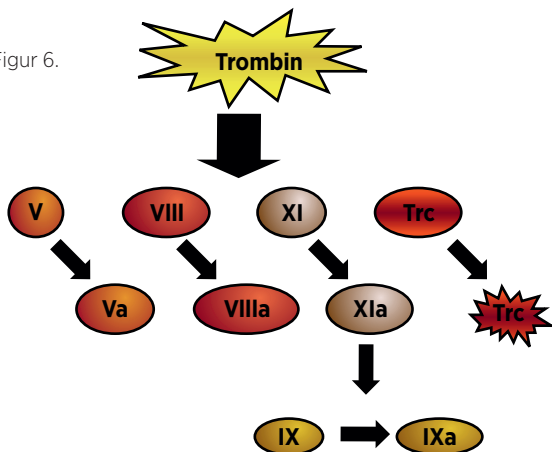 Figur 6.
Trombin
V VIII XI Trc
Va VIIIa XIa Trc
IX IXa